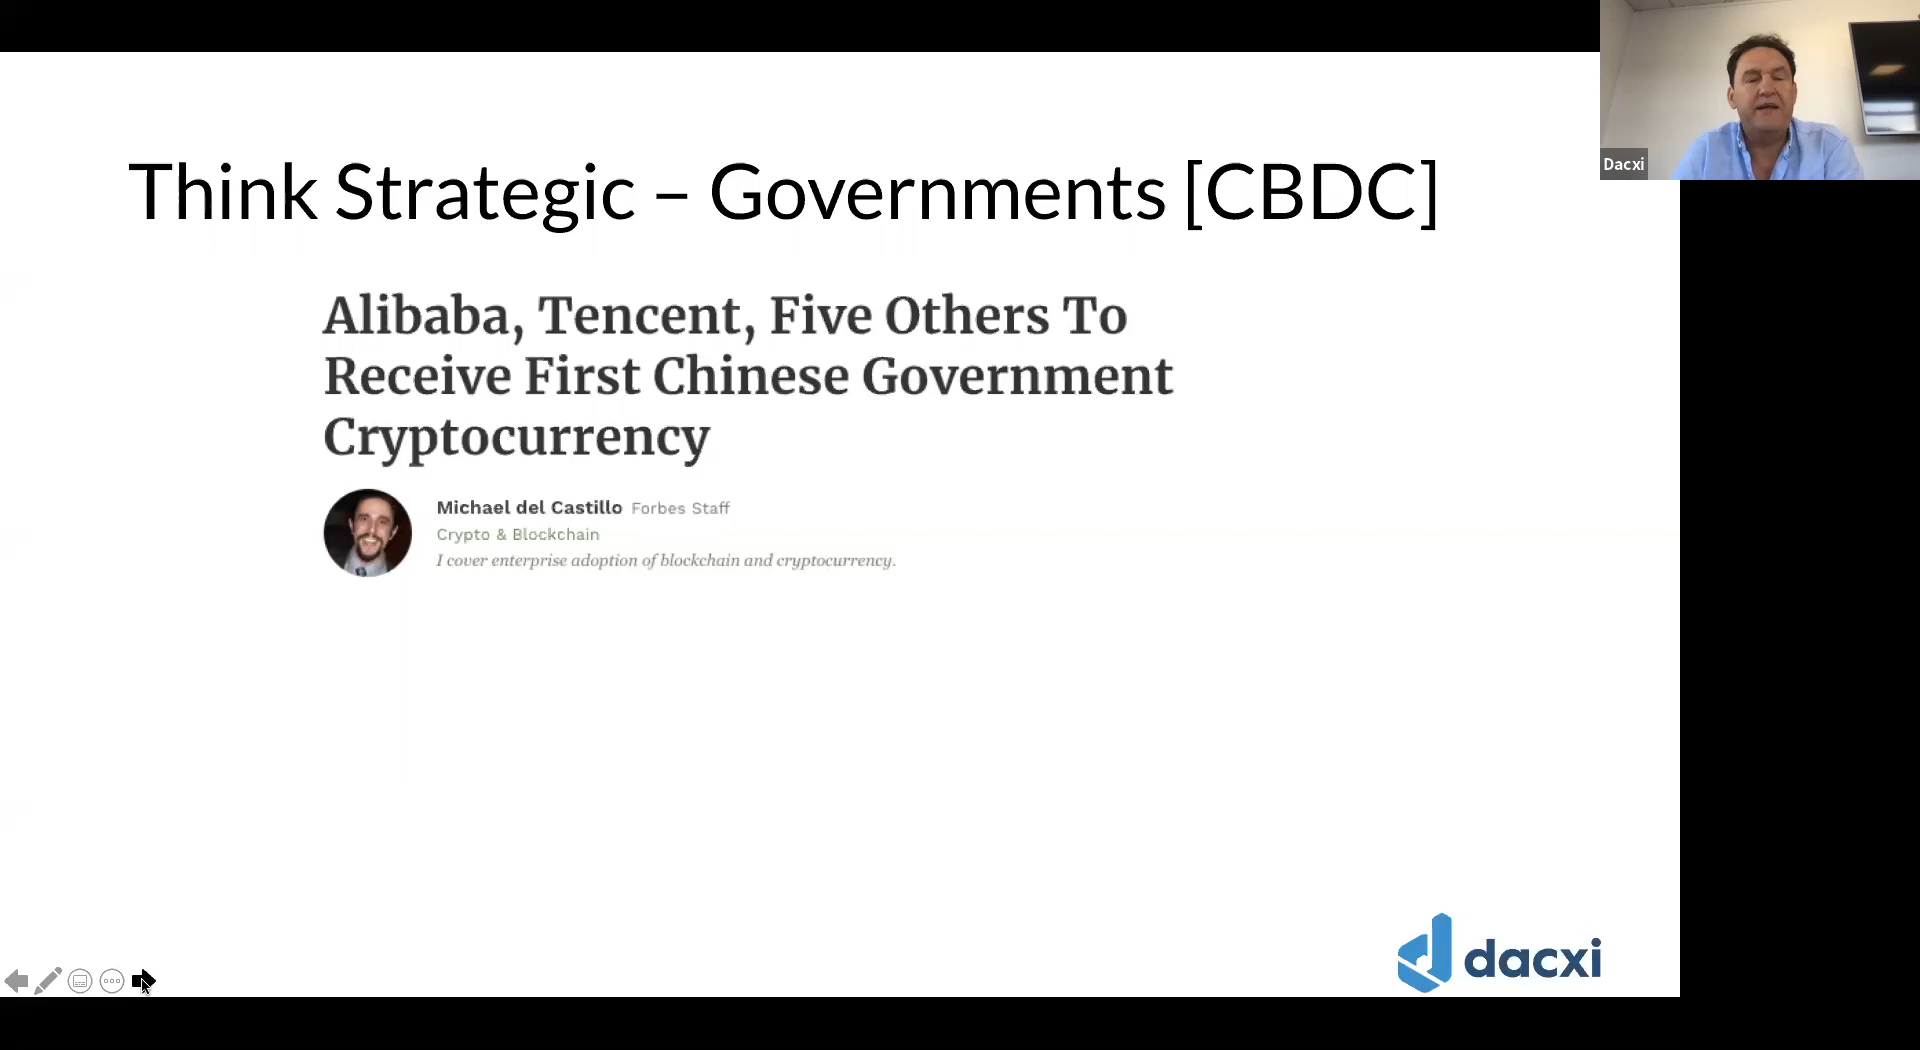 Dacxi
Think Strategic – Governments [CBDC]
Alibaba, Tencent, Five Others To
Receive First Chinese Government
Cryptocurrency
Michael del Castillo Forbes Staff
Crypto & Blockchain
I cover enterprise adoption of blockchain and cryptocurrency.
dacxi